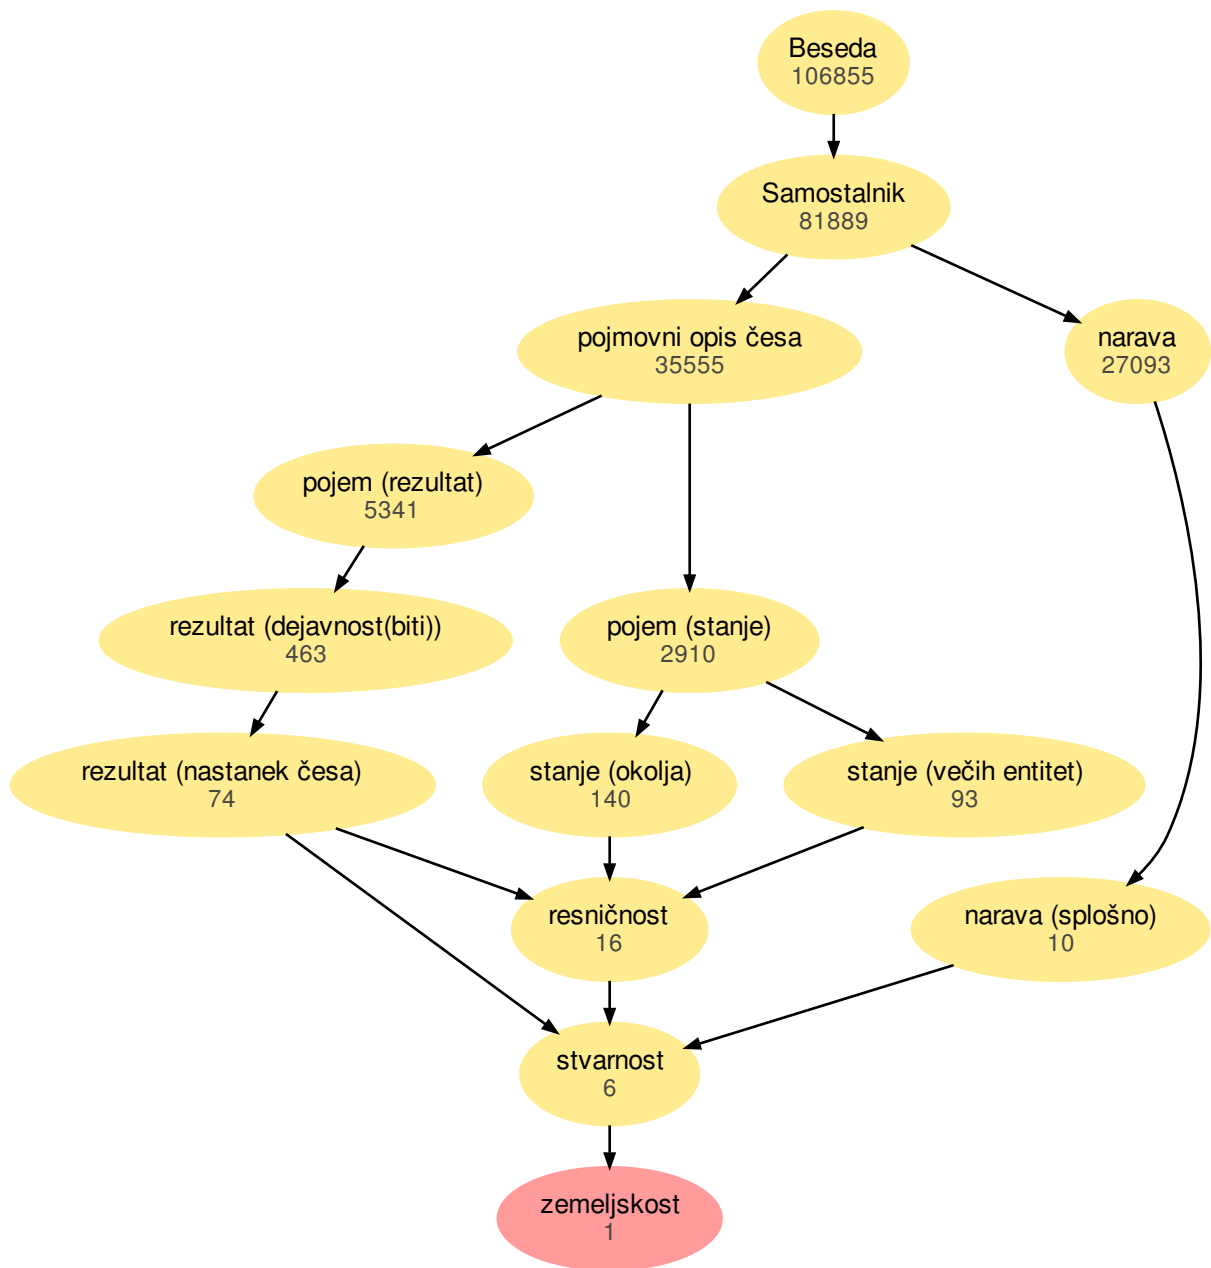 Beseda
106855
Samostalnik
81889
pojmovni opis česa
35555
narava
27093
pojem (rezultat)
5341
rezultat (dejavnost(biti))
463
pojem (stanje)
2910
rezultat (nastanek česa)
74
stanje (okolja)
140
stanje (večih entitet)
93
resničnost
16
narava (splošno)
10
stvarnost
6
zemeljskost
1